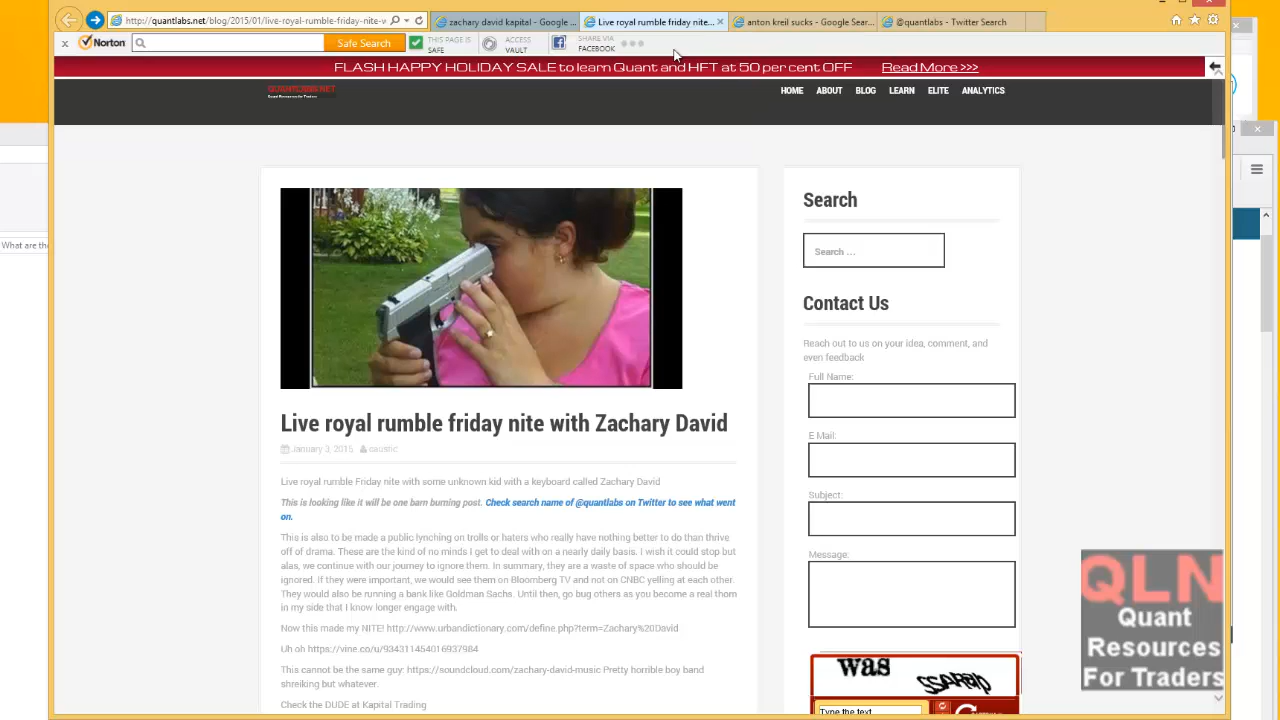 http://quantlabs.net/blog/2015/01/live-royal-rumble-friday-nite-w
zachary david kapital - Google ...
Live royal rumble friday nite...
anton kreil sucks - Google Sear...
@quantlabs - Twitter Search
Norton
Safe Search
THIS PAGE IS
SAFE
ACCESS
VAULT
SHARE VIA
FACEBOOK
FLASH HAPPY HOLIDAY SALE to learn Quant and HFT at 50 per cent OFF Read More >>>
QUANTLABS.NET
Quant Resources for Traders
HOME ABOUT BLOG LEARN ELITE ANALYTICS
What are the
Live royal rumble friday nite with Zachary David
January 3, 2015 caustic
Live royal rumble Friday nite with some unknown kid with a keyboard called Zachary David
This is looking like it will be one barn burning post. Check search name of @quantlabs on Twitter to see what went
on.
This is also to be made a public lynching on trolls or haters who really have nothing better to do than thrive
off of drama. These are the kind of no minds I get to deal with on a nearly daily basis. I wish it could stop but
alas, we continue with our journey to ignore them. In summary, they are a waste of space who should be
ignored. If they were important, we would see them on Bloomberg TV and not on CNBC yelling at each other.
They would also be running a bank like Goldman Sachs. Until then, go bug others as you become a real thorn
in my side that I know longer engage with.
Now this made my NITE! http://www.urbandictionary.com/define.php?term=Zachary%20David
Uh oh https://vine.co/u/934311454016937984
This cannot be the same guy: https://soundcloud.com/zachary-david-music Pretty horrible boy band
shreiking but whatever.
Check the DUDE at Kapital Trading
Search
Search ...
Contact Us
Reach out to us on your idea, comment, and
even feedback
Full Name:
E Mail:
Subject:
Message:
was
Type the text
QLN
Quant
Resources
For Traders